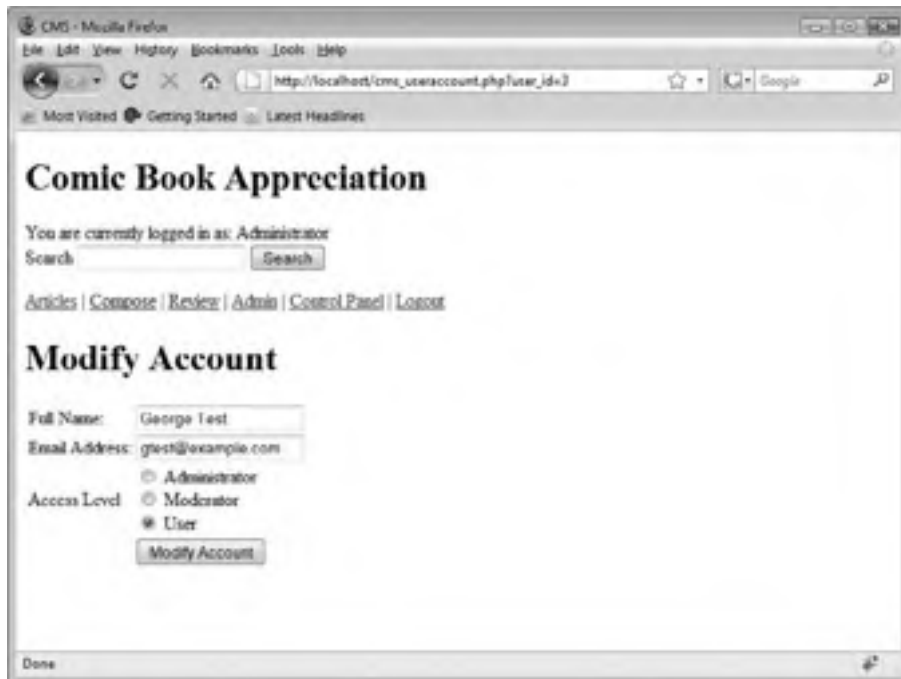 CMS - Mozilla Firefox
File Edit View History Bookmarks Tools Help
http://localhost/cms_useraccount.php?user_id=3
Google
Most Visited Getting Started Latest Headlines
Comic Book Appreciation
You are currently logged in as: Administrator
Search Search
Articles | Compose | Review | Admin | Control Panel | Logout
Modify Account
Full Name: George Test
Email Address: gtest@example.com
Administrator
Access Level Moderator
User
Modify Account
Done